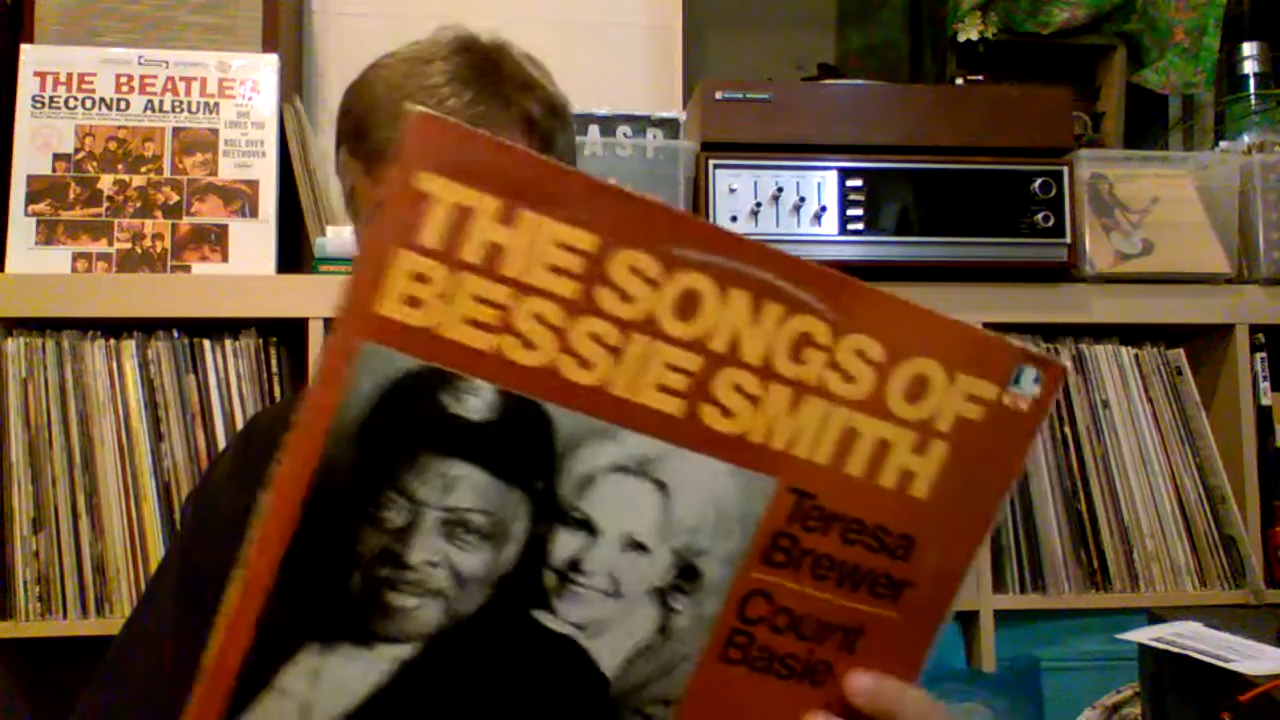 THE BEATLES
SECOND ALBUM
SHE
LOVES YOU
ROLL OVER
BEETHOVEN
ASP
THE SONGS OF
BESSIE SMITH
Teresa
Brewer
Count
Basie